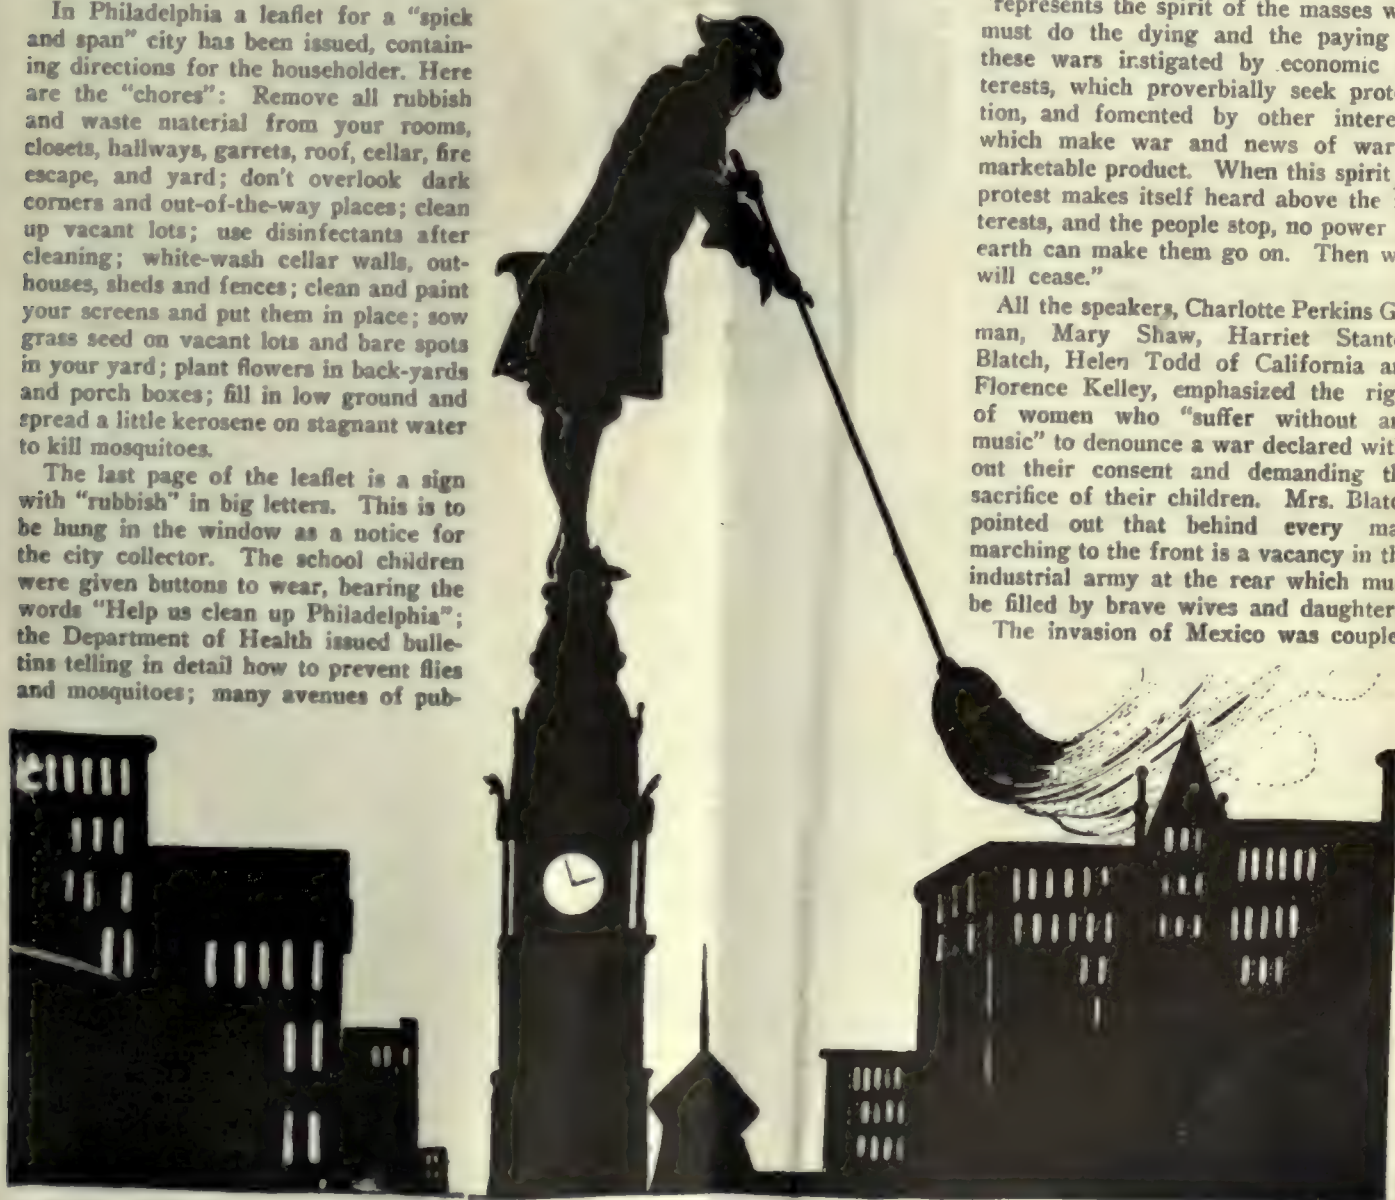 In Philadelphia a leaflet for a “spick
and span” city has been issued, contain-
ing directions for the householder. Here
are the “chores”: Remove all rubbish
and waste material from your rooms,
closets, hallways, garrets, roof, cellar, fire
escape, and yard; don't overlook dark
corners and out-of-the-way places; clean
up vacant lots; use disinfectants after
cleaning; white-wash cellar walls, out-
houses, sheds and fences; clean and paint
your screens and put them in place; sow
grass seed on vacant lots and bare spots
in your yard; plant flowers in back-yards
and porch boxes; fill in low ground and
spread a little kerosene on stagnant water
to kill mosquitoes.
The last page of the leaflet is a sign
with “rubbish” in big letters. This is to
be hung in the window as a notice for
the city collector. The school children
were given buttons to wear, bearing the
words “Help us clean up Philadelphia”;
the Department of Health issued bulle-
tins telling in detail how to prevent flies
and mosquitoes; many avenues of pub-
represents the spirit of the masses w
must do the dying and the paying
these wars instigated by economic
terests, which proverbially seek prot
tion, and fomented by other intere
which make war and news of war
marketable product. When this spirit
protest makes itself heard above the
terests, and the people stop, no power
earth can make them go on. Then w
will cease.”
All the speakers, Charlotte Perkins G
man, Mary Shaw, Harriet Stant
Blatch, Helen Todd of California a
Florence Kelley, emphasized the rig
of women who “suffer without a
music” to denounce a war declared with
out their consent and demanding th
sacrifice of their children. Mrs. Blatc
pointed out that behind every ma
marching to the front is a vacancy in th
industrial army at the rear which mu
be filled by brave wives and daughter
The invasion of Mexico was couple